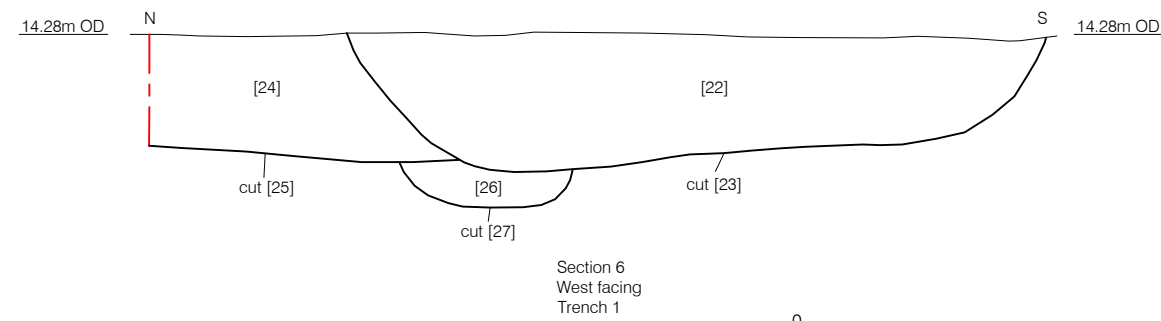 14.28m OD
N
S
14.28m OD
[24]
[22]
cut [25]
[26]
cut [23]
cut [27]
Section 6
West facing
Trench 1
0